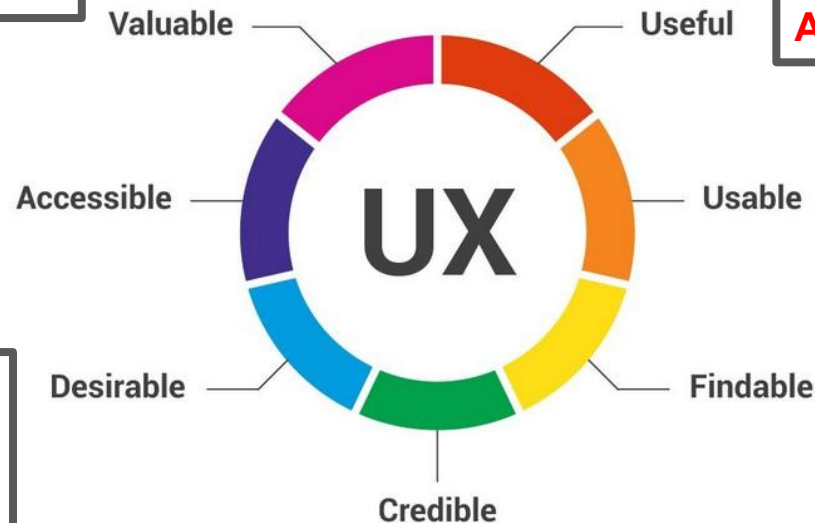 Valuable
Useful
A
Accessible
UX
Usable
Desirable
Findable
Credible